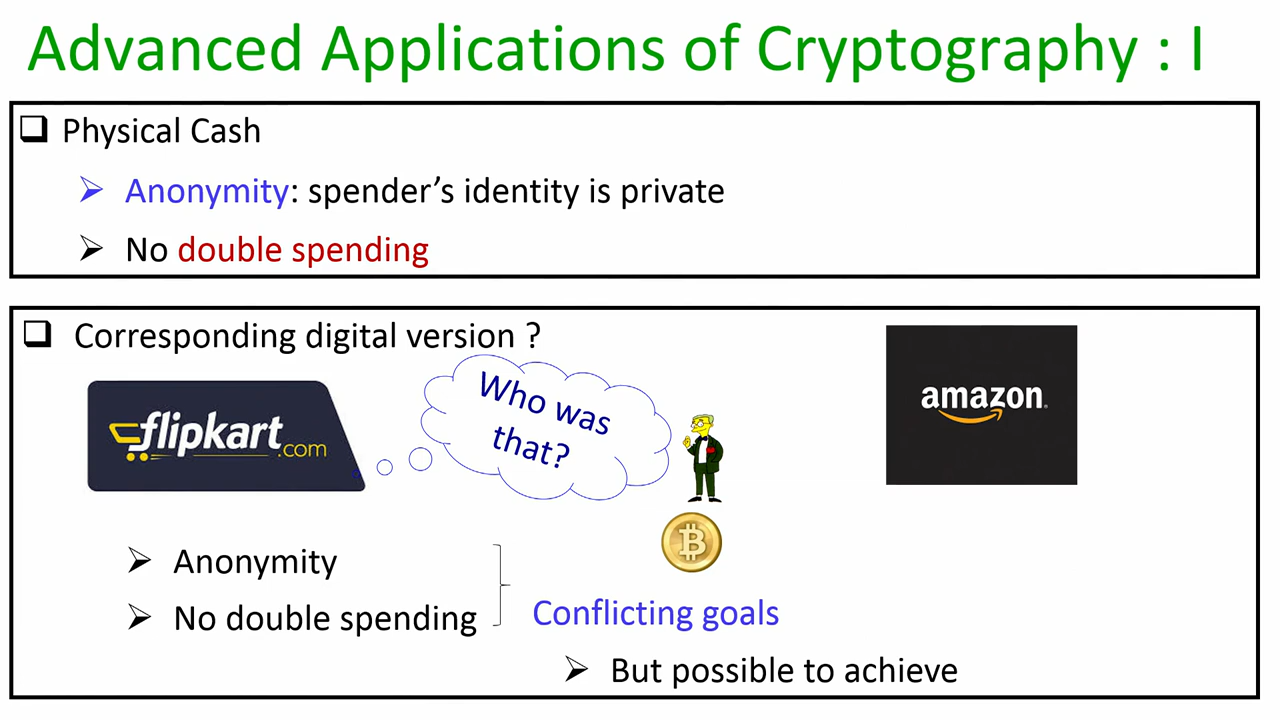 Advanced Applications of Cryptography : I
Physical Cash
Anonymity: spender’s identity is private
No double spending
Corresponding digital version ?
flipkart.com
Who was
that?
amazon
Anonymity
No double spending
Conflicting goals
But possible to achieve